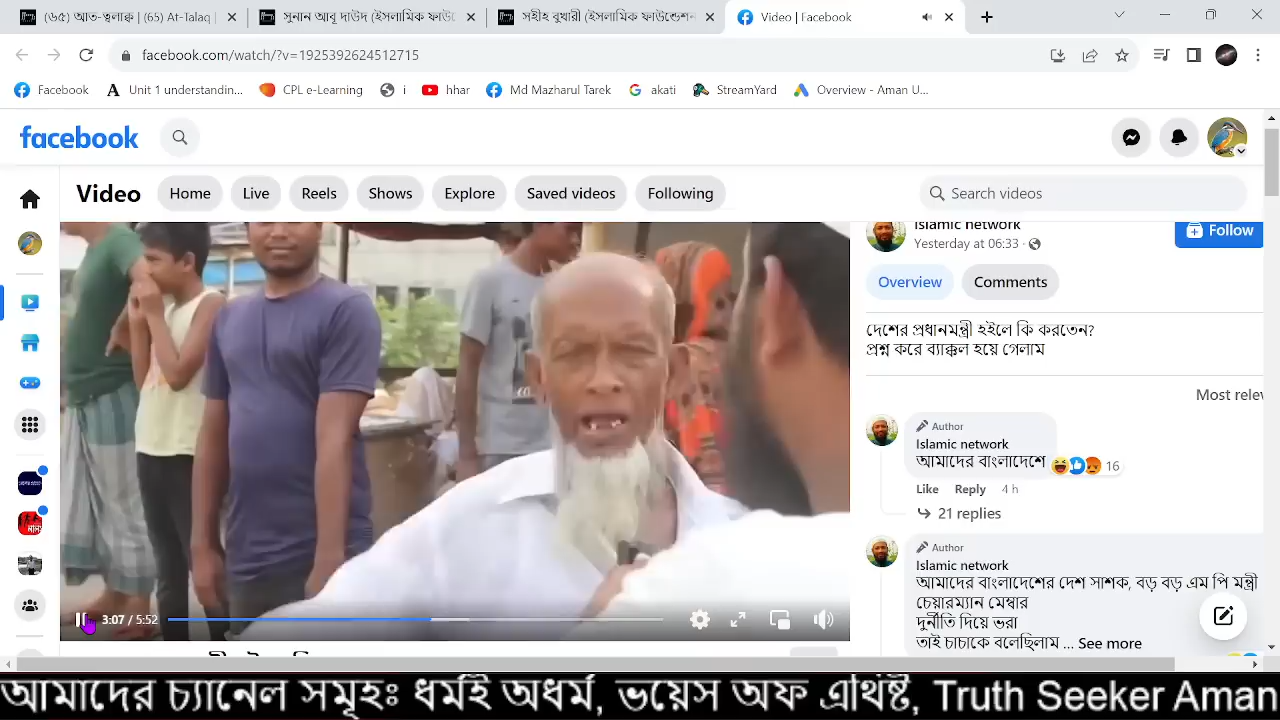 (৬৫) আত-ত্বলাক | (65) At-Talaq |
সুনান আবূ দাউদ (ইসলামিক ফাউন্ডে
সহীহ বুখারী (ইসলামিক ফাউন্ডেশন
Video | Facebook
facebook.com/watch/?v=1925392624512715
Facebook
Unit 1 understandin...
CPL e-Learning
i
hhar
Md Mazharul Tarek
akati
StreamYard
Overview - Aman U...
facebook
Video
Home
Live
Reels
Shows
Explore
Saved videos
Following
Search videos
Islamic network
Yesterday at 06:33 ·
Follow
Overview
Comments
দেশের প্রধানমন্ত্রী হইলে কি করতেন?
প্রশ্ন করে ব্যাক্কল হয়ে গেলাম
Most rele
Author
Islamic network
আমাদের বাংলাদেশে
16
Like Reply 4 h
21 replies
Author
Islamic network
আমাদের বাংলাদেশের দেশ সাশক, বড় বড় এম পি মন্ত্রী
চেয়ারম্যান মেম্বার
দুর্নীতি দিয়ে ভরা
তাই চাচাকে বলেছিলাম ... See more
3:07 / 5:52
আমাদের চ্যানেল সমূহঃ ধর্মই অধর্ম, ভয়েস অফ এথিষ্ট, Truth Seeker Aman